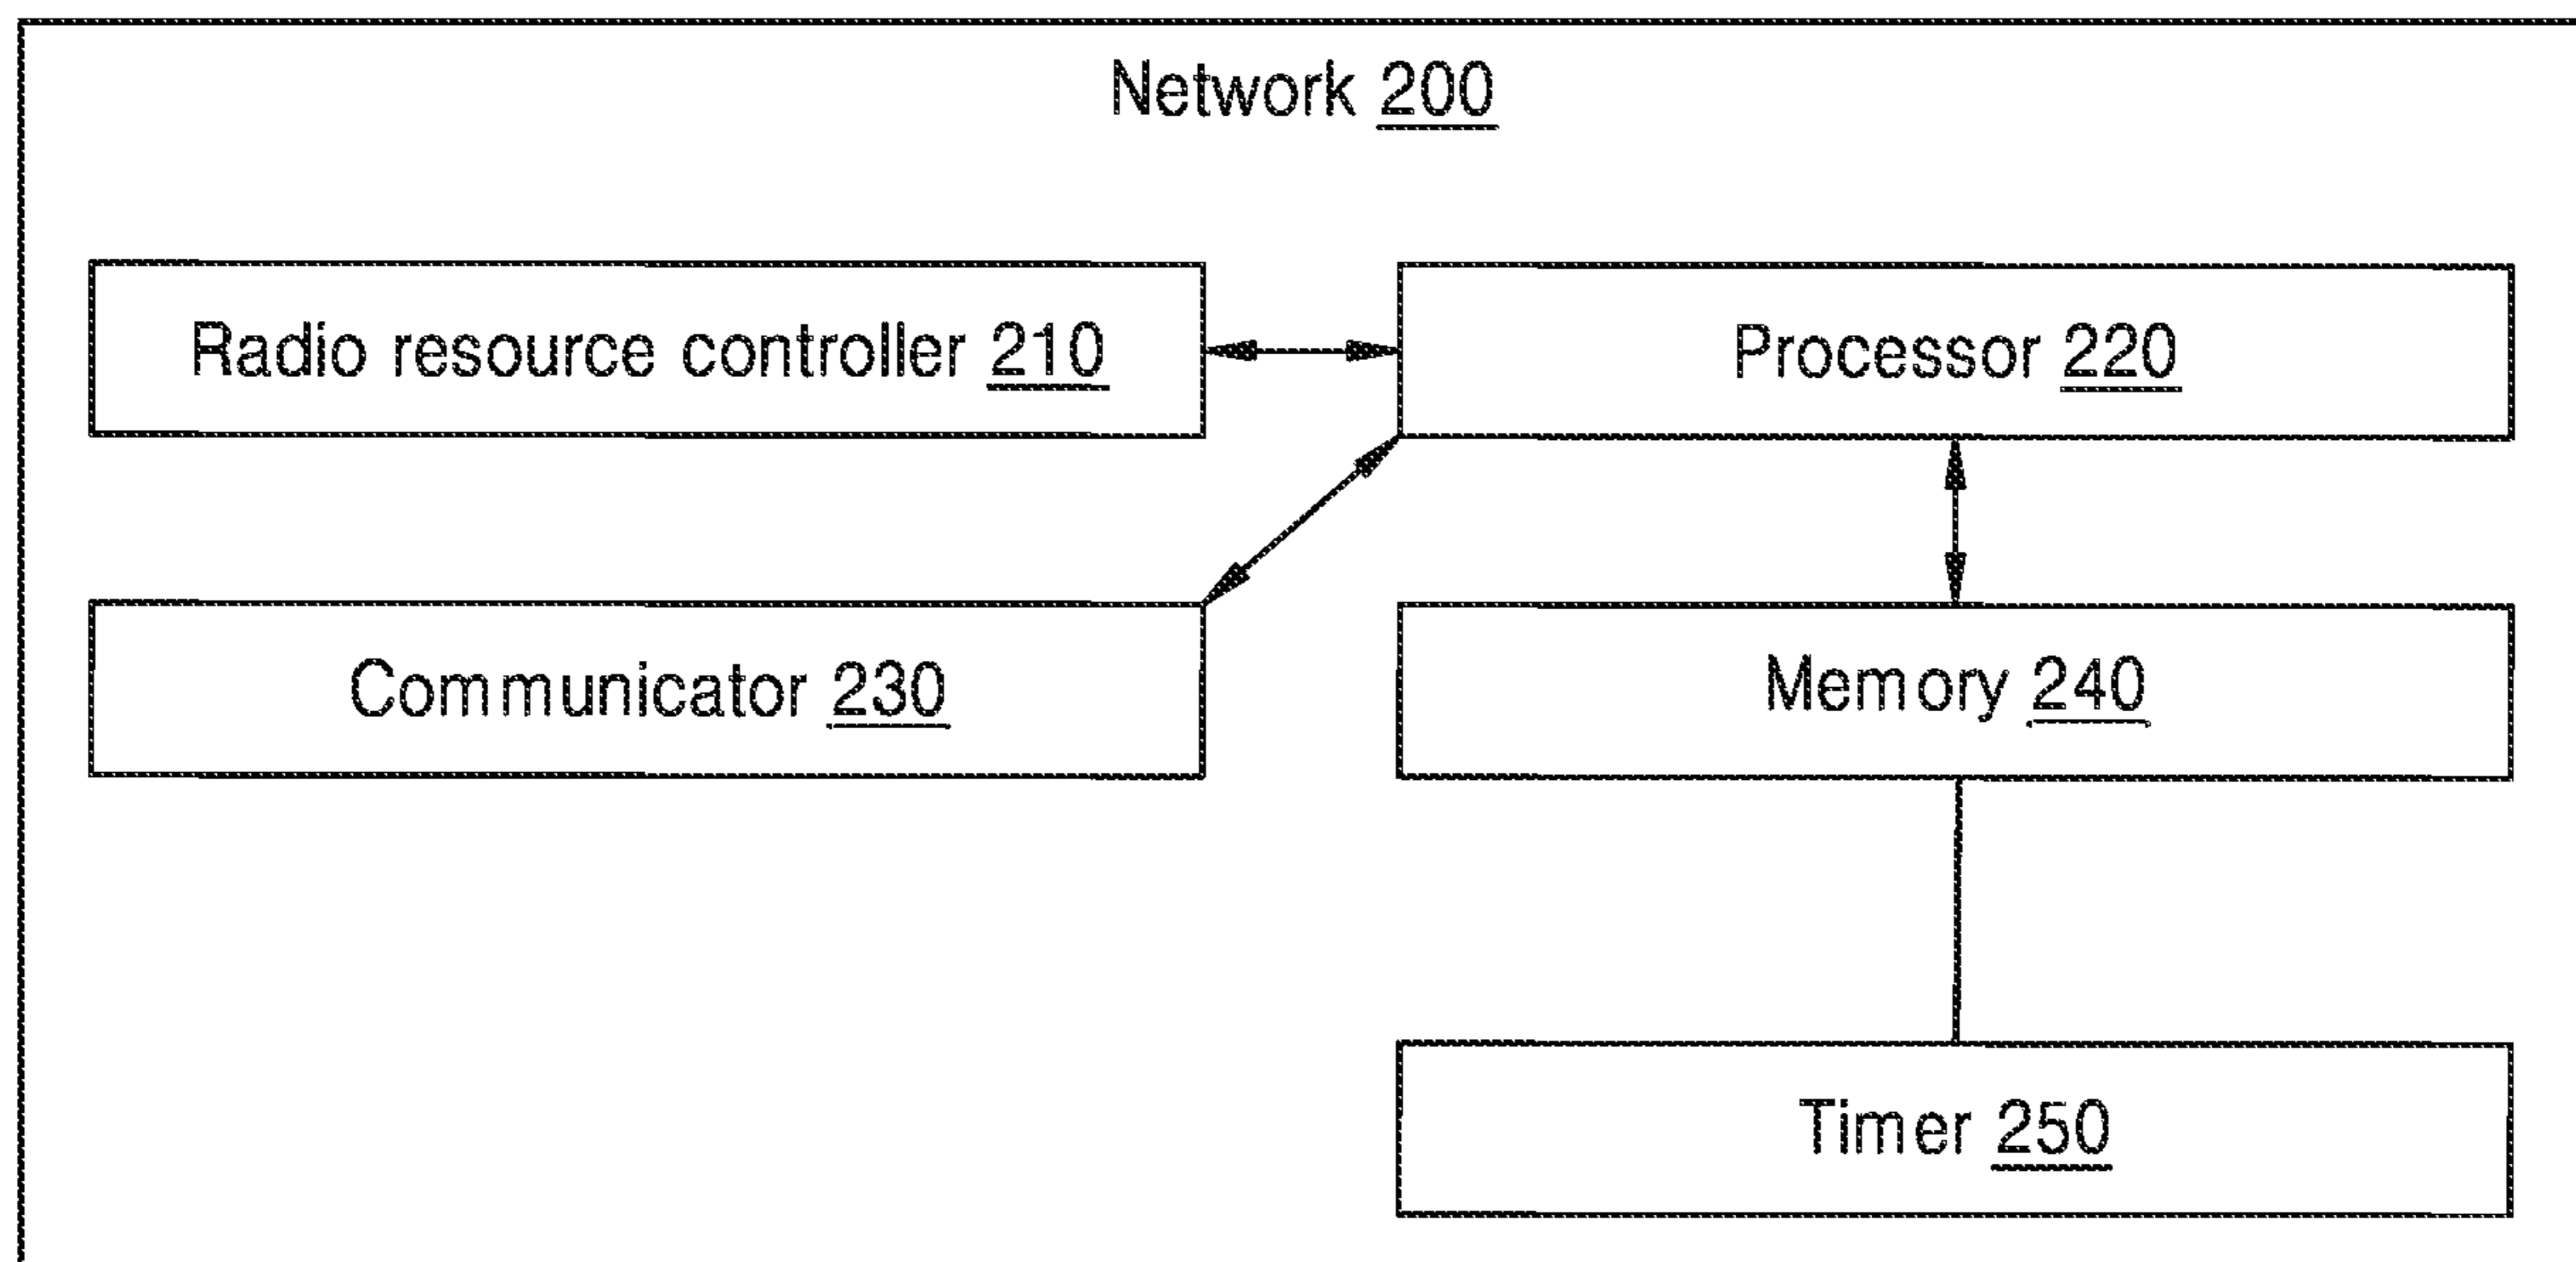 Network 200
Radio resource controller 210
Processor 220
Communicator 230
Memory 240
Timer 250